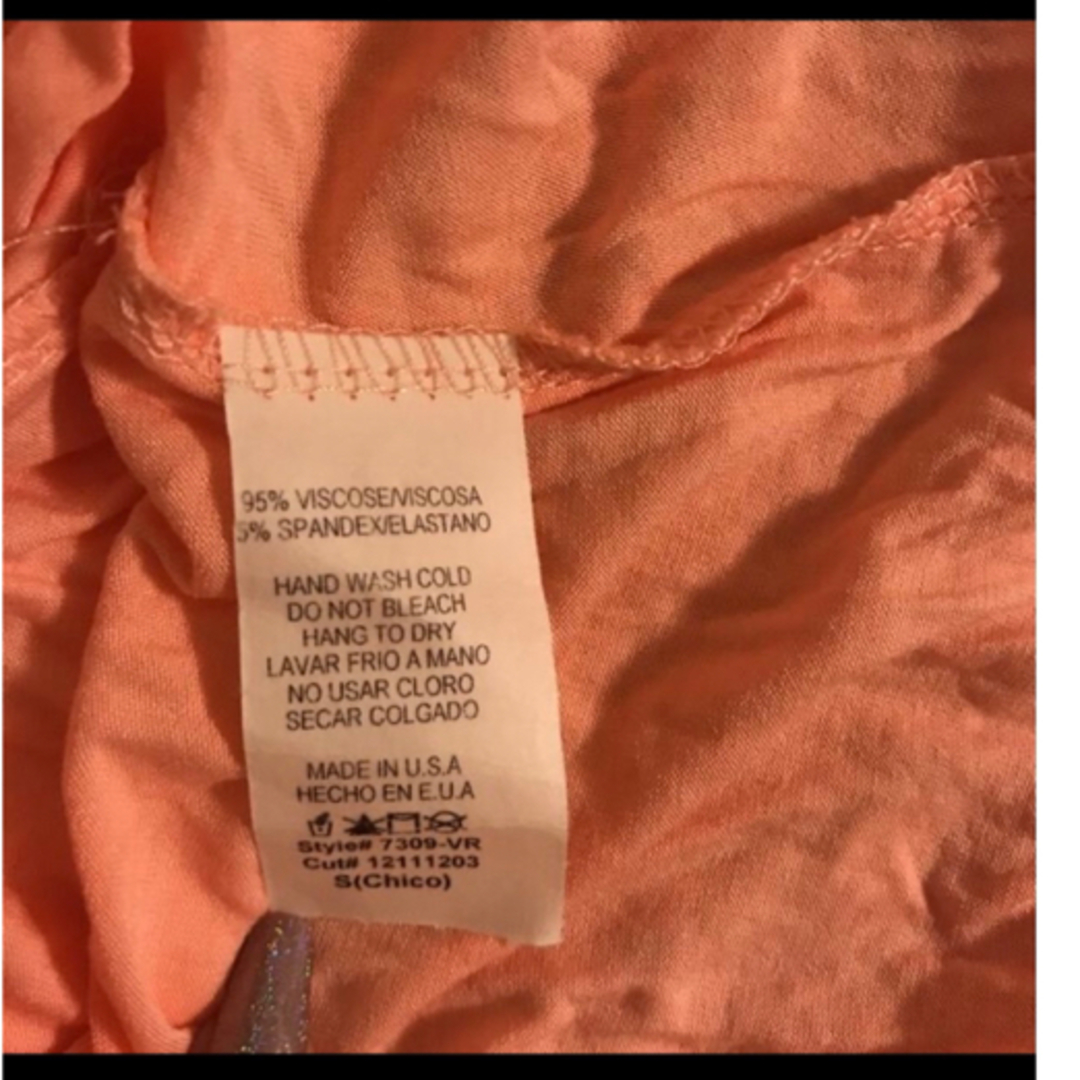 95% VISCOSE/VISCOSA
5% SPANDEX/ELASTANO
HAND WASH COLD
DO NOT BLEACH
HANG TO DRY
LAVAR FRIO A MANO
NO USAR CLORO
SECAR COLGADO
MADE IN U.S.A
HECHO EN E.U.A
Style# 7309-VR
Cut# 12111203
S(Chico)